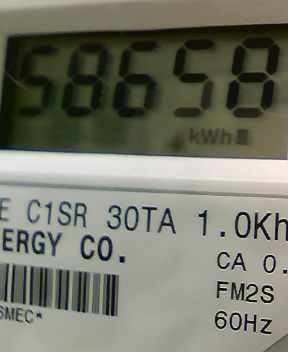 58658
kWh
E C1SR 30TA 1.0Kh
ERGY CO.
CA 0.
FM2S
SMEC*
60Hz